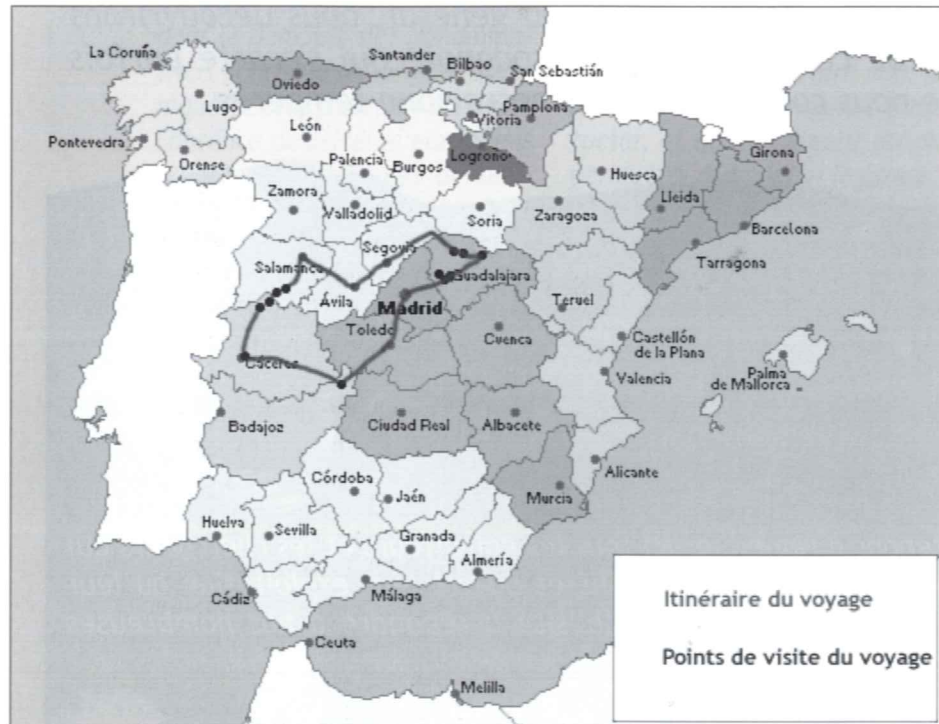 La Coruña
Lugo
Oviedo
Santander
Bilbao
San Sebastián
Vitoria
Pamplona
Pontevedra
Orense
León
Palencia
Burgos
Logroño
Huesca
Lleida
Girona
Barcelona
Tarragona
Zamora
Valladolid
Soria
Zaragoza
Salamanca
Segovia
Ávila
Guadalajara
Madrid
Teruel
Toledo
Cuenca
Castellón
de la Plana
Cáceres
Valencia
Palma
de Mallorca
Badajoz
Ciudad Real
Albacete
Alicante
Murcia
Córdoba
Jaén
Huelva
Sevilla
Granada
Almería
Cádiz
Málaga
Ceuta
Melilla
Itinéraire du voyage
Points de visite du voyage